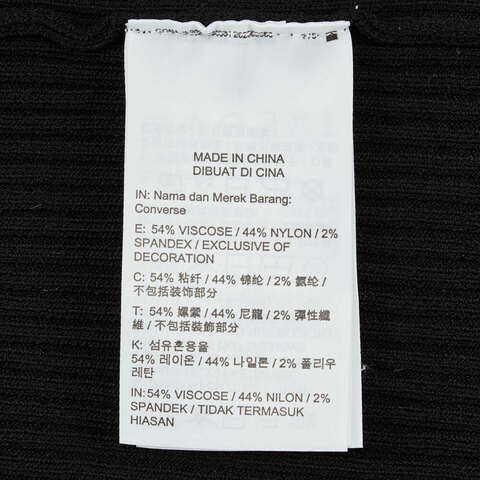 MADE IN CHINA
DIBUAT DI CINA
IN: Nama dan Merek Barang:
Converse
E: 54% VISCOSE / 44% NYLON / 2%
SPANDEX / EXCLUSIVE OF
DECORATION
C: 54% 粘纤 / 44% 锦纶 / 2% 氨纶 /
不包括装饰部分
T: 54% 嫘縈 / 44% 尼龍 / 2% 彈性纖
維 / 不包括裝飾部分
K: 섬유혼용율
54% 레이온 / 44% 나일론 / 2% 폴리우
레탄
IN: 54% VISCOSE / 44% NILON / 2%
SPANDEK / TIDAK TERMASUK
HIASAN